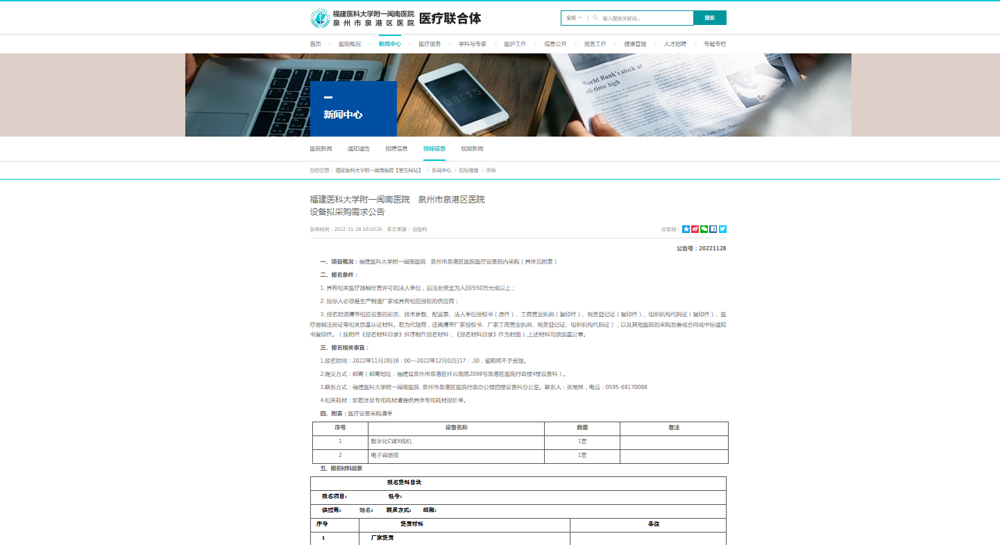 福建医科大学附一闽南医院
泉州市泉港区医院
医疗联合体
全部
输入搜索关键词...
搜索
首页 / 医院概况 / 新闻中心 / 医疗服务 / 学科与专家 / 医护工作 / 信息公开 / 党务工作 / 健康管理 / 人才招聘 / 专题专栏
World Bank's stock at
all-time high
08:15
新闻中心
医院新闻 通知通告 招聘信息 招标信息 视频新闻
您的位置： 福建医科大学附一闽南医院【官方网站】 > 新闻中心 > 招标信息 > 详细
福建医科大学附一闽南医院 泉州市泉港区医院
设备拟采购需求公告
发布时间：2022-11-28 10:50:26 本文来源： 设备科
分享到：
公告号：20221128
一、项目概况：福建医科大学附一闽南医院 泉州市泉港区医院医疗设备院内采购（具体见附表）
二、报名条件：
1. 具有相关医疗器械经营许可的法人单位，且注册资金为人民币50万元或以上；
2. 投标人必须是生产制造厂家或具有相应授权的供应商；
3. 报名时须携带相应设备的彩页、技术参数、配置表、法人单位授权书（原件）、工商营业执照（复印件）、税务登记证（复印件）、组织机构代码证（复印件）、医
疗器械注册证等相关质量认证材料。若为代理商，还需携带厂家授权书、厂家工商营业执照、税务登记证、组织机构代码证），以及其他医院的采购发票或合同或中标通知
书复印件。（按附件《报名材料目录》排序制作报名材料，《报名材料目录》作为封面）,上述材料均须加盖公章。
三、报名相关事宜：
1.报名时间：2022年11月28日8：00—2022年12月02日17：:30，逾期将不予受理。
2.提交方式：邮寄（邮寄地址：福建省泉州市泉港区祥云南路2098号泉港区医院行政楼4楼设备科）。
3.联系方式：福建医科大学附一闽南医院 泉州市泉港区医院行政办公楼四楼设备科办公室。联系人：张尾林，电话：0595-68170088
4.相关耗材：如若涉及专用耗材请提供具体专用耗材报价单。
四、附表：医疗设备采购清单
序号 设备名称 数量 备注
1 数字化C臂X线机 1套
2 电子胃肠镜 1套
五、报名材料目录
报名资料目录
报名项目： 包号：
供应商： 姓名： 联系方式： 邮箱：
序号 资质材料 备注
1 厂家资质